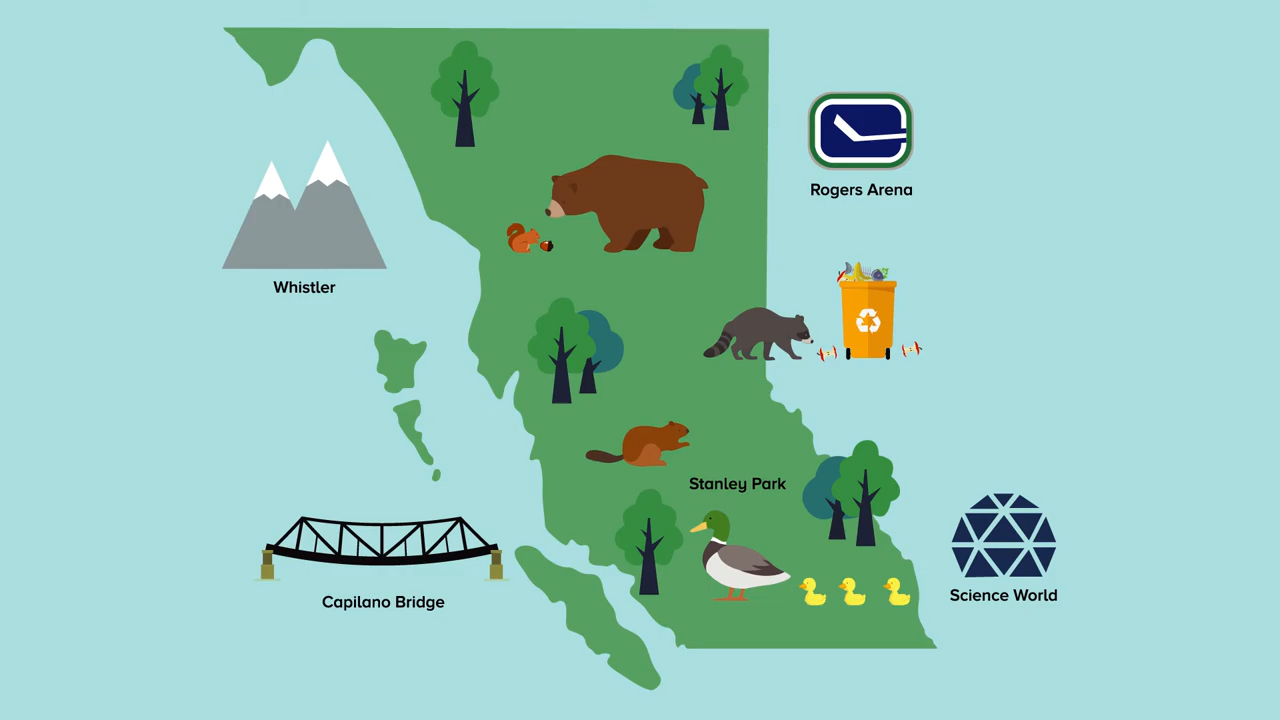 Rogers Arena
Whistler
Stanley Park
Science World
Capilano Bridge